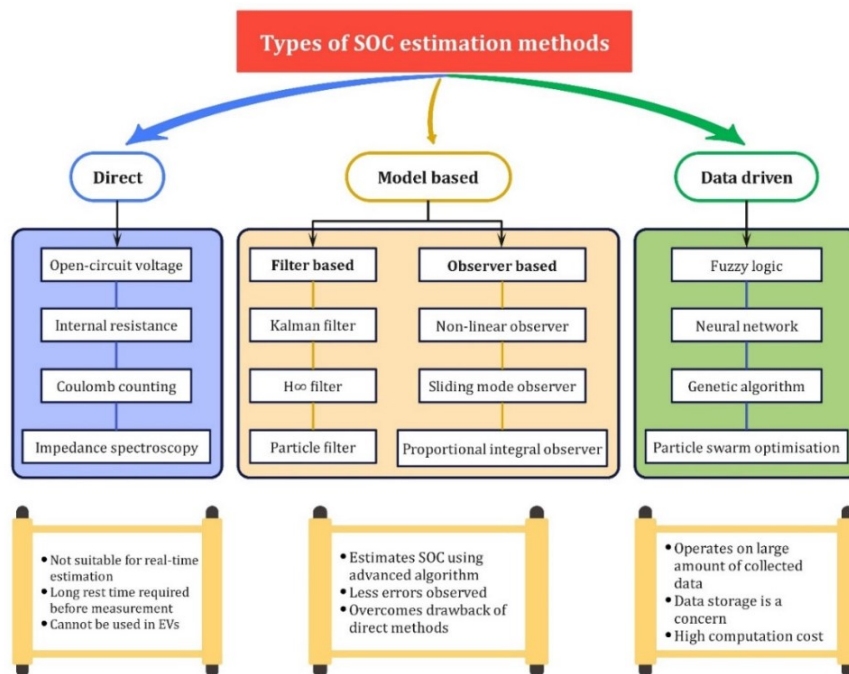 Types of SOC estimation methods
Direct
Model based
Data driven
Open-circuit voltage
Internal resistance
Coulomb counting
Impedance spectroscopy
Filter based
Kalman filter
H∞ filter
Particle filter
Observer based
Non-linear observer
Sliding mode observer
Proportional integral observer
Fuzzy logic
Neural network
Genetic algorithm
Particle swarm optimisation
• Not suitable for real-time
estimation
• Long rest time required
before measurement
• Cannot be used in EVs
• Estimates SOC using
advanced algorithm
• Less errors observed
• Overcomes drawback of
direct methods
• Operates on large
amount of collected
data
• Data storage is a
concern
• High computation cost